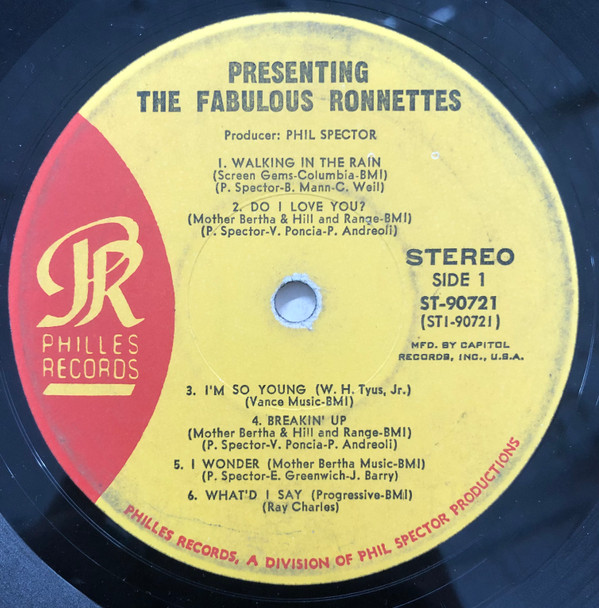 PRESENTING
THE FABULOUS RONNETTES
Producer: PHIL SPECTOR
1. WALKING IN THE RAIN
(Screen Gems-Columbia-BMI)
(P. Spector-B. Mann-C. Weil)
2. DO I LOVE YOU?
(Mother Bertha & Hill and Range-BMI)
(P. Spector-V. Poncia-P. Andreoli)
STEREO
SIDE 1
ST-90721
(ST1-90721)
MFD. BY CAPITOL
RECORDS, INC., U.S.A.
PR
PHILLES
RECORDS
3. I'M SO YOUNG (W. H. Tyus, Jr.)
(Vance Music-BMI)
4. BREAKIN' UP
(Mother Bertha & Hill and Range-BMI)
(P. Spector-V. Poncia-P. Andreoli)
5. I WONDER (Mother Bertha Music-BMI)
(P. Spector-E. Greenwich-J. Barry)
6. WHAT'D I SAY (Progressive-BMI)
(Ray Charles)
PHILLES RECORDS, A DIVISION OF PHIL SPECTOR PRODUCTIONS